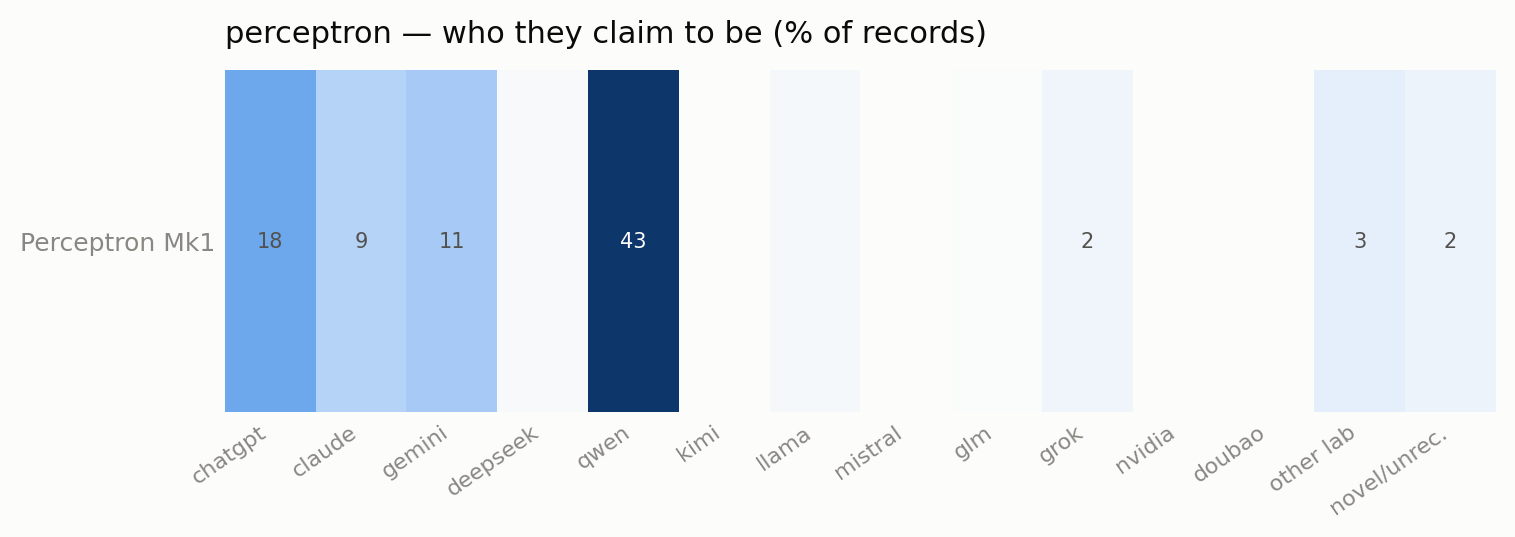 perceptron — who they claim to be (% of records)
Perceptron Mk1
18
9
11
43
2
3
2
chatgpt
claude
gemini
deepseek
qwen
kimi
llama
mistral
glm
grok
nvidia
doubao
other lab
novel/unrec.